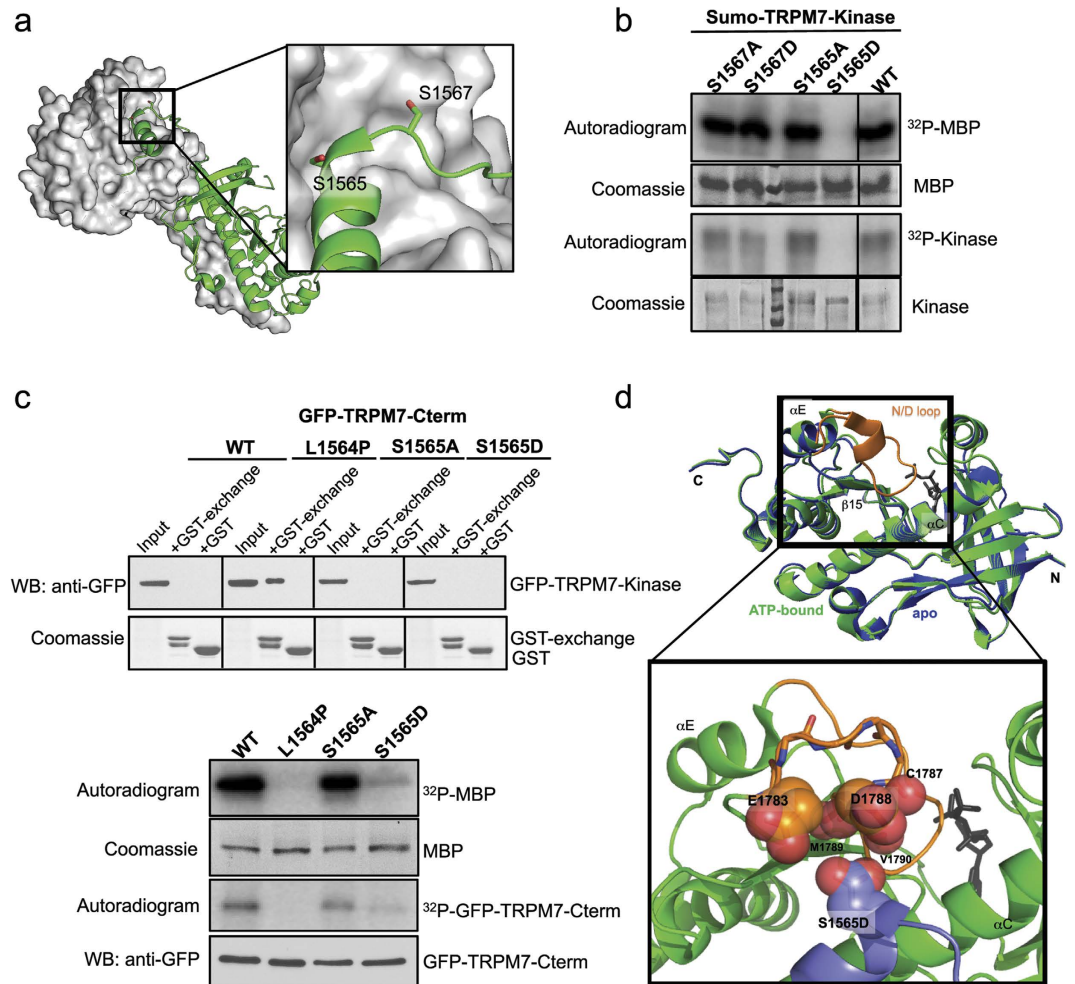 a
S1567
S1565
b
Sumo-TRPM7-Kinase
S1567A S1567D S1565A S1565D WT
Autoradiogram 32P-MBP
Coomassie MBP
Autoradiogram 32P-Kinase
Coomassie Kinase
c
GFP-TRPM7-Cterm
WT L1564P S1565A S1565D
Input +GST-exchange +GST Input +GST-exchange +GST Input +GST-exchange +GST Input +GST-exchange +GST
WB: anti-GFP GFP-TRPM7-Kinase
Coomassie GST-exchange
GST
WT L1564P S1565A S1565D
Autoradiogram 32P-MBP
Coomassie MBP
Autoradiogram 32P-GFP-TRPM7-Cterm
WB: anti-GFP GFP-TRPM7-Cterm
d
αE N/D loop
C
β15
αC
N
ATP-bound apo
αE
C1787
E1783 D1788
M1789
V1790
S1565D
αC